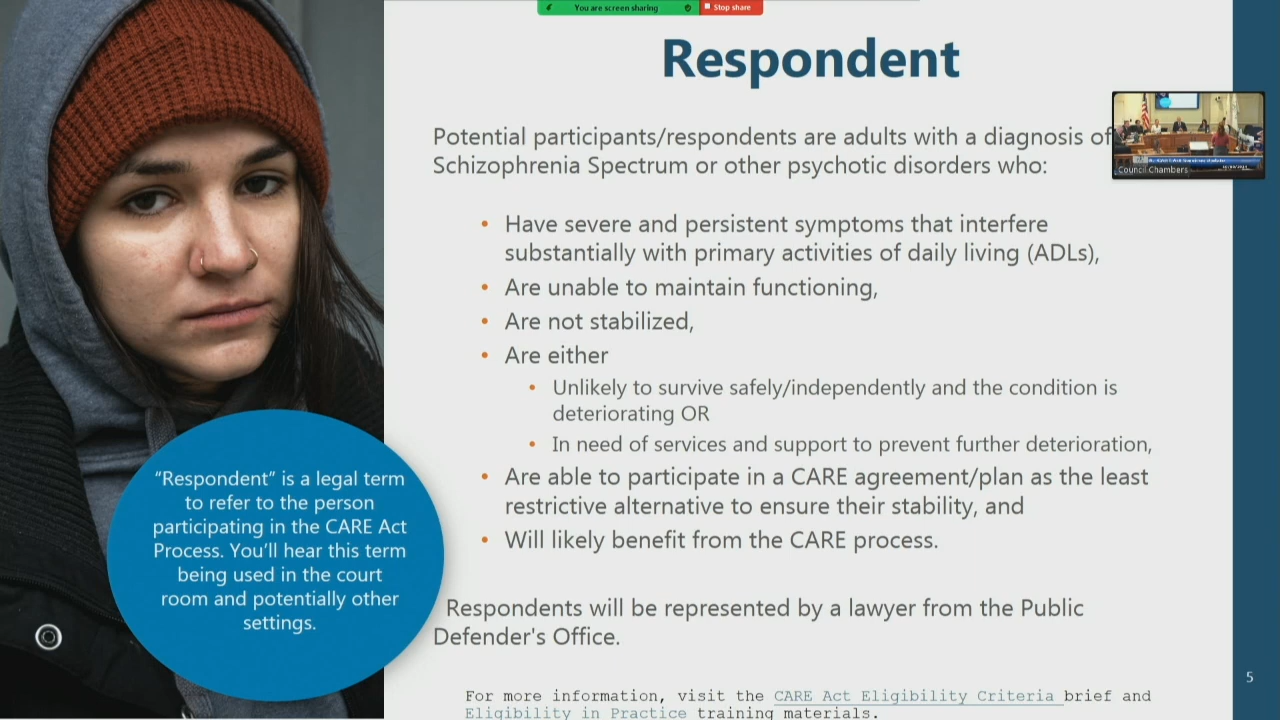 You are screen sharing
Stop share
Respondent
Potential participants/respondents are adults with a diagnosis of
Schizophrenia Spectrum or other psychotic disorders who:
Council Chambers
• Have severe and persistent symptoms that interfere
substantially with primary activities of daily living (ADLs),
• Are unable to maintain functioning,
• Are not stabilized,
• Are either
• Unlikely to survive safely/independently and the condition is
deteriorating OR
• In need of services and support to prevent further deterioration,
• Are able to participate in a CARE agreement/plan as the least
restrictive alternative to ensure their stability, and
• Will likely benefit from the CARE process.
“Respondent” is a legal term
to refer to the person
participating in the CARE Act
Process. You’ll hear this term
being used in the court
room and potentially other
settings.
Respondents will be represented by a lawyer from the Public
Defender's Office.
For more information, visit the CARE Act Eligibility Criteria brief and
Eligibility in Practice training materials.
5